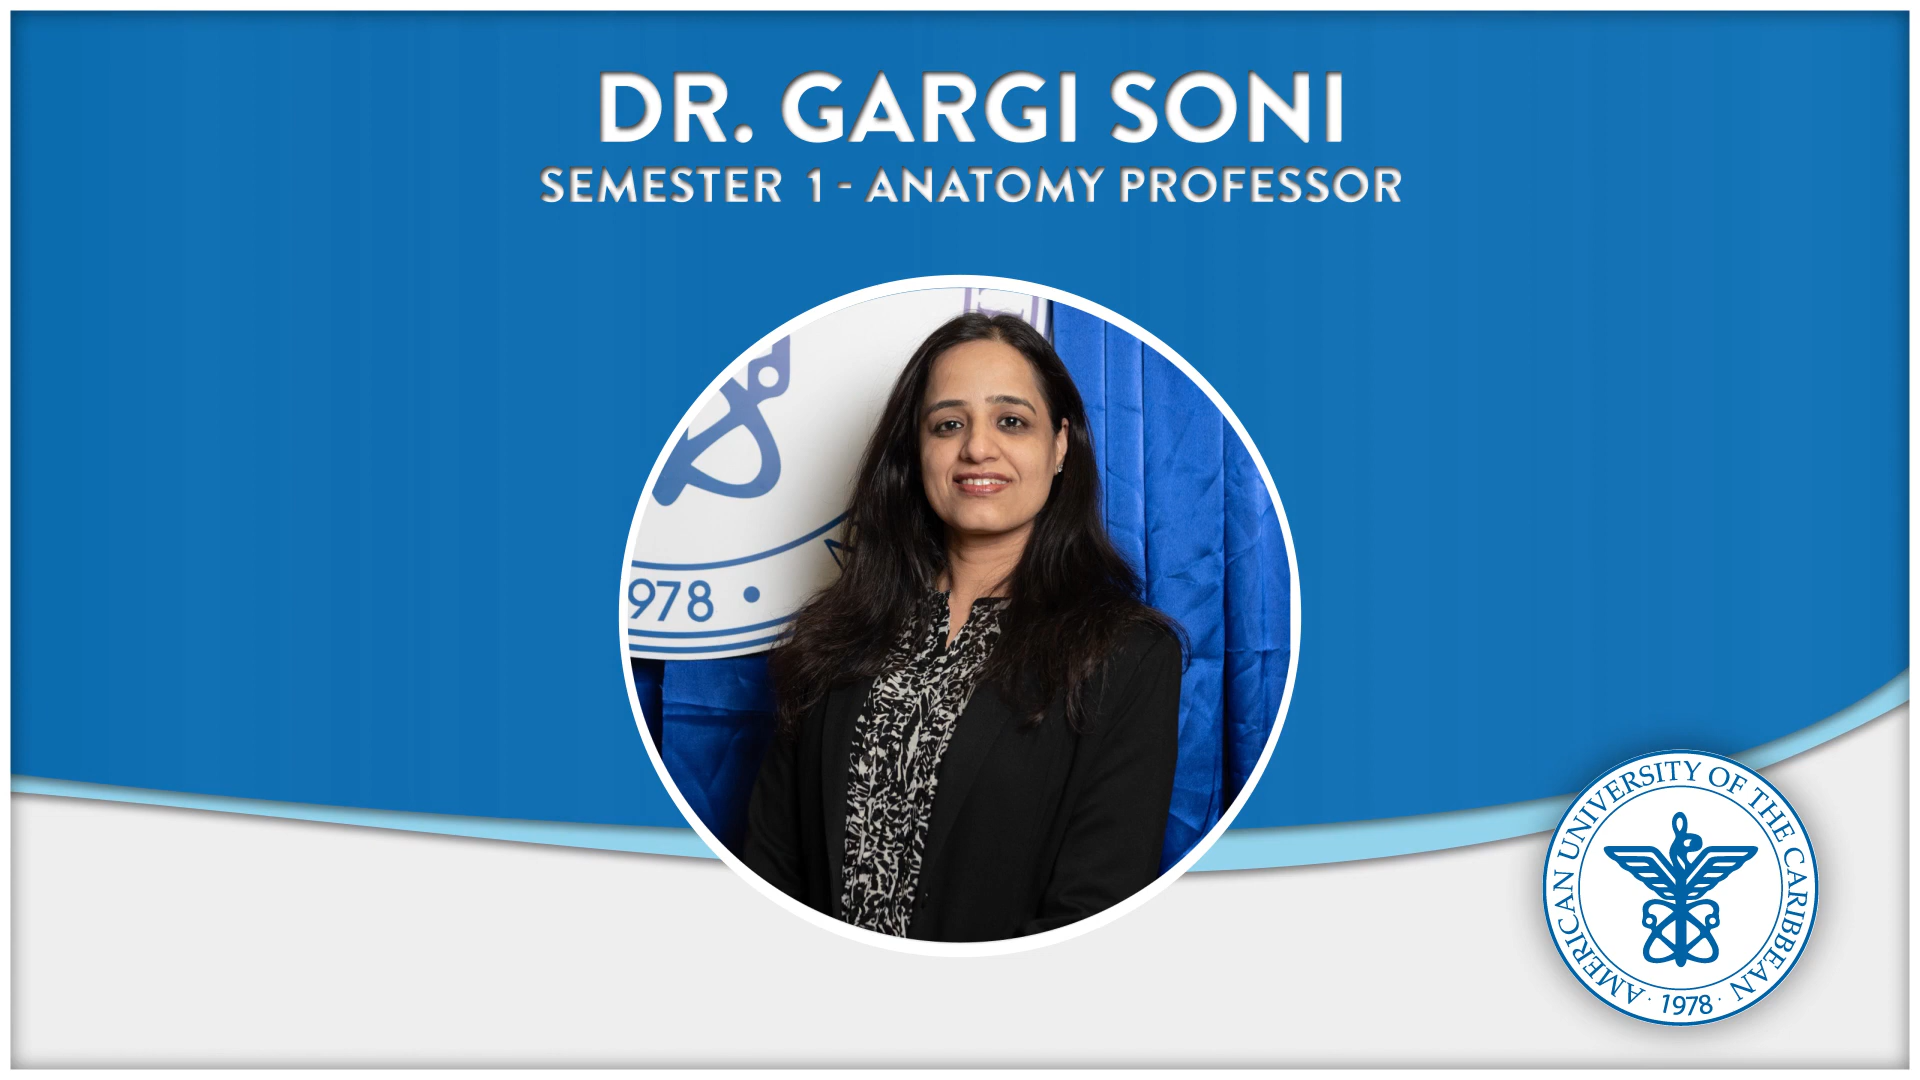 DR. GARGI SONI
SEMESTER 1 - ANATOMY PROFESSOR
978 •
AMERICAN UNIVERSITY OF THE CARIBBEAN
· 1978 ·